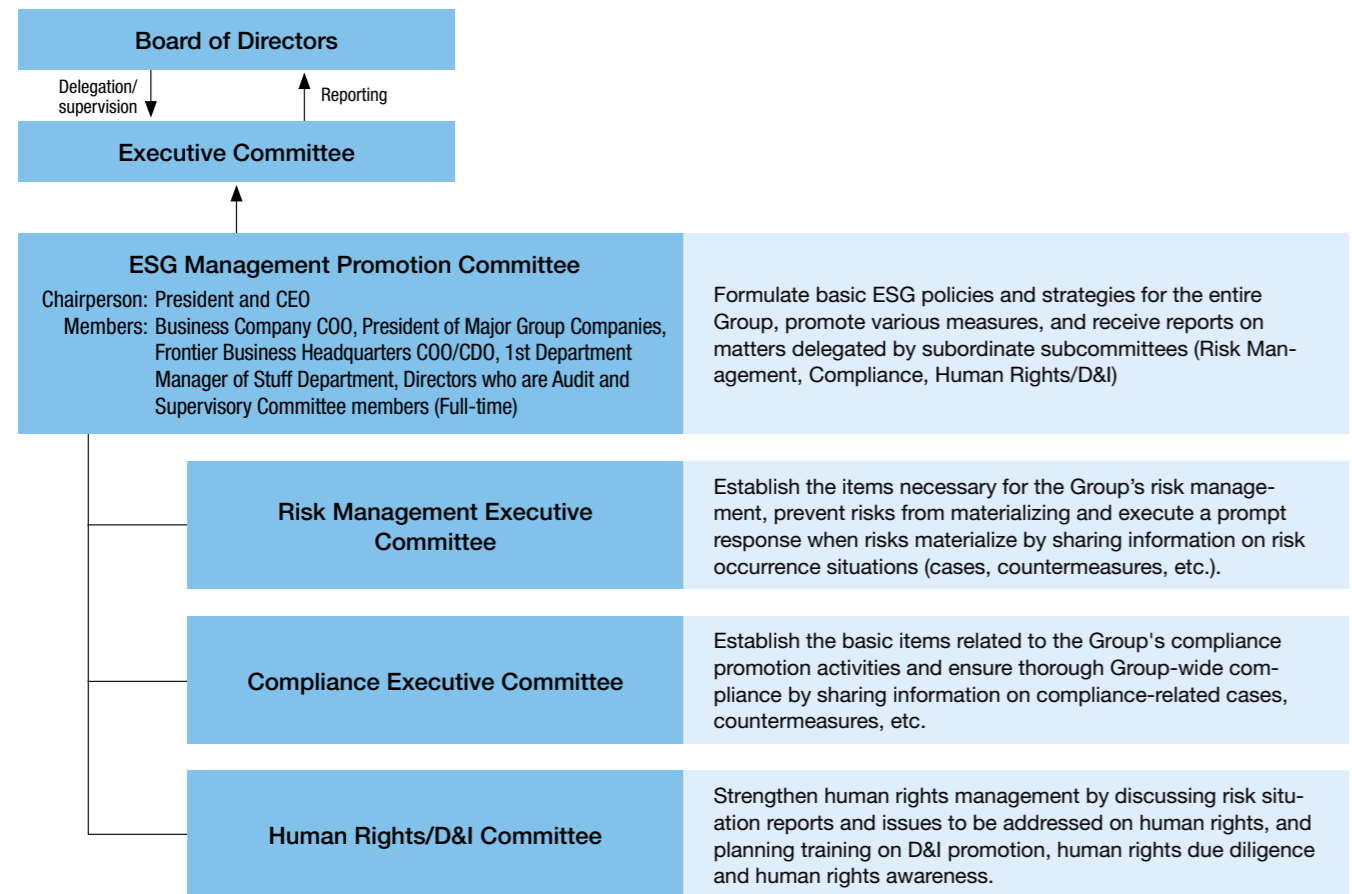 Board of Directors
Delegation/
supervision
Reporting
Executive Committee
ESG Management Promotion Committee
Chairperson: President and CEO
Members: Business Company COO, President of Major Group Companies,
Frontier Business Headquarters COO/CDO, 1st Department
Manager of Stuff Department, Directors who are Audit and
Supervisory Committee members (Full-time)
Formulate basic ESG policies and strategies for the entire
Group, promote various measures, and receive reports on
matters delegated by subordinate subcommittees (Risk Man-
agement, Compliance, Human Rights/D&I)
Risk Management Executive
Committee
Establish the items necessary for the Group’s risk manage-
ment, prevent risks from materializing and execute a prompt
response when risks materialize by sharing information on risk
occurrence situations (cases, countermeasures, etc.).
Compliance Executive Committee
Establish the basic items related to the Group's compliance
promotion activities and ensure thorough Group-wide com-
pliance by sharing information on compliance-related cases,
countermeasures, etc.
Human Rights/D&I Committee
Strengthen human rights management by discussing risk situ-
ation reports and issues to be addressed on human rights, and
planning training on D&I promotion, human rights due diligence
and human rights awareness.